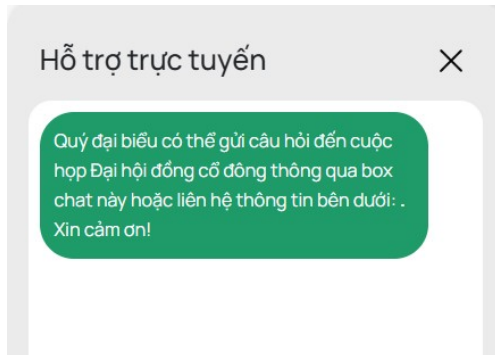 Hỗ trợ trực tuyến
Quý đại biểu có thể gửi câu hỏi đến cuộc
họp Đại hội đồng cổ đông thông qua box
chat này hoặc liên hệ thông tin bên dưới: .
Xin cảm ơn!